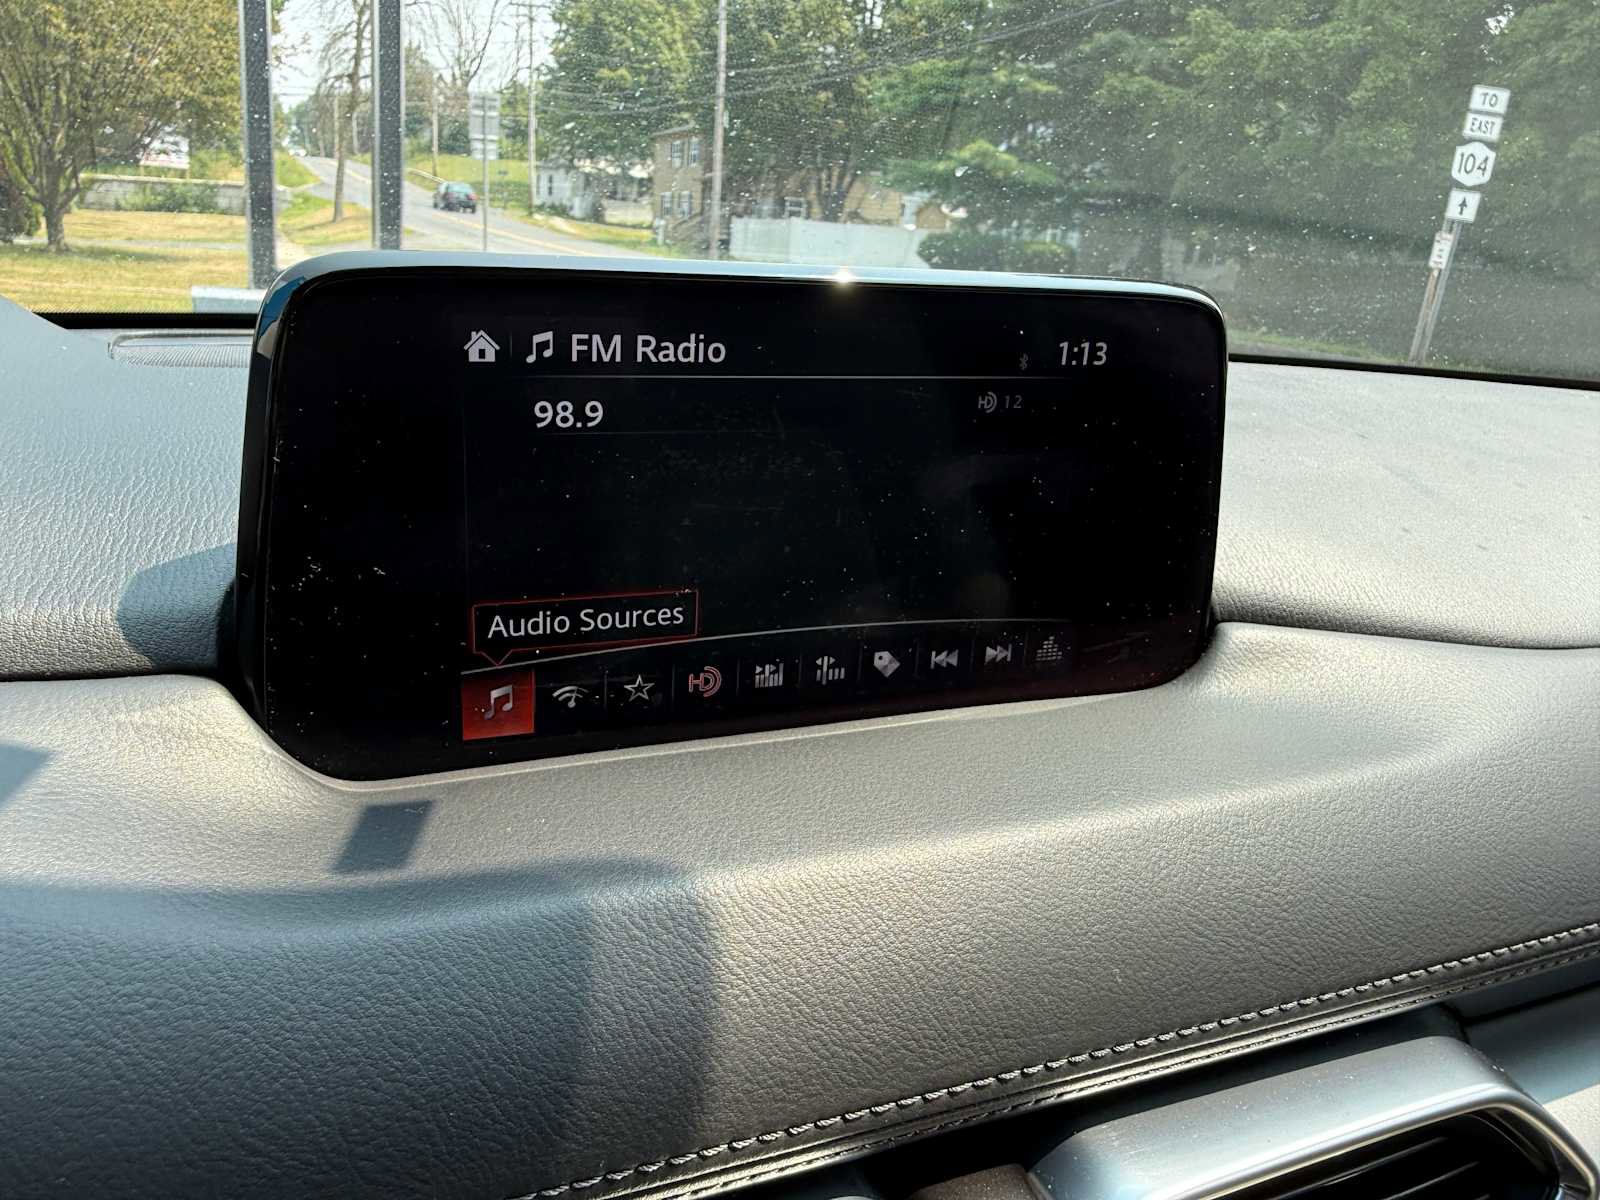 TO
EAST
104
FM Radio
1:13
98.9
HD 12
Audio Sources
HD